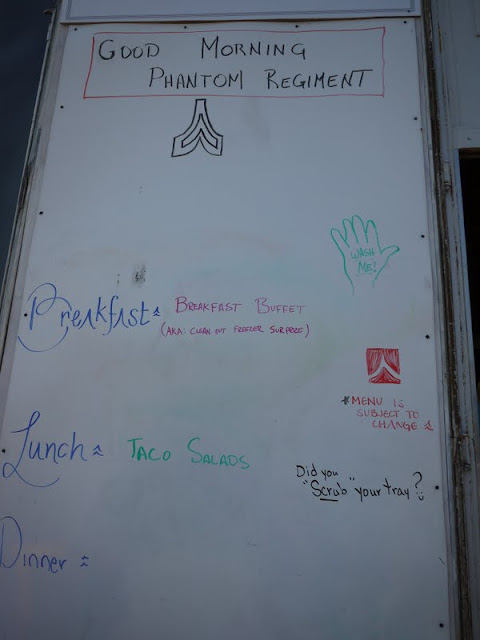 GOOD MORNING
PHANTOM REGIMENT
WASH
ME!
Breakfast: BREAKFAST BUFFET
(AKA: CLEAN OUT FREEZER SURPRZE)
*MENU IS
SUBJECT TO
CHANGE
Lunch: TACO SALADS
Did you
"Scrub" your tray?
Dinner: